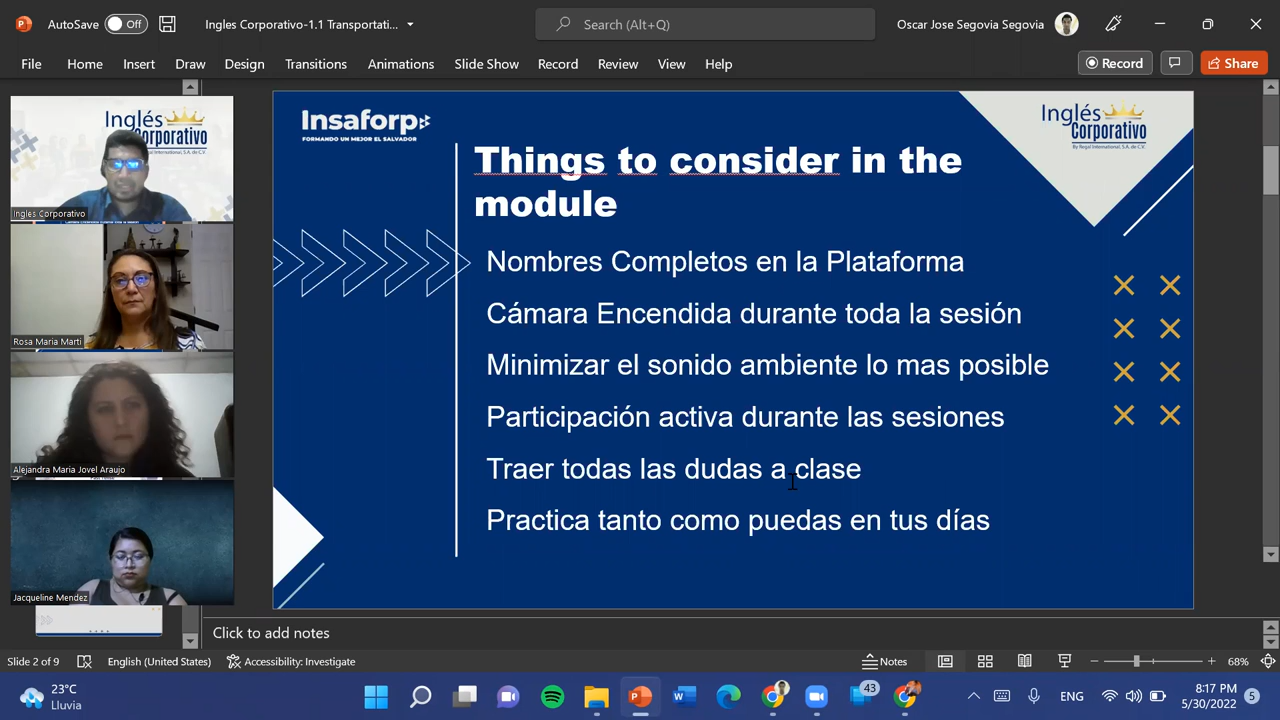 AutoSave Off Ingles Corporativo-1.1 Transportati... Search (Alt+Q) Oscar Jose Segovia Segovia
File Home Insert Draw Design Transitions Animations Slide Show Record Review View Help Record Share
Inglés Corporativo
Ingles Corporativo
Rosa Maria Marti
Alejandra Maria Jovel Araujo
Jacqueline Mendez
Insaforp
FORMANDO UN MEJOR EL SALVADOR
Inglés
Corporativo
By Regal International, S.A. de C.V.
Things to consider in the
module
Nombres Completos en la Plataforma
Cámara Encendida durante toda la sesión
Minimizar el sonido ambiente lo mas posible
Participación activa durante las sesiones
Traer todas las dudas a clase
Practica tanto como puedas en tus días
Click to add notes
Slide 2 of 9 English (United States) Accessibility: Investigate Notes 68%
23°C
Lluvia
43
ENG
8:17 PM
5/30/2022
5